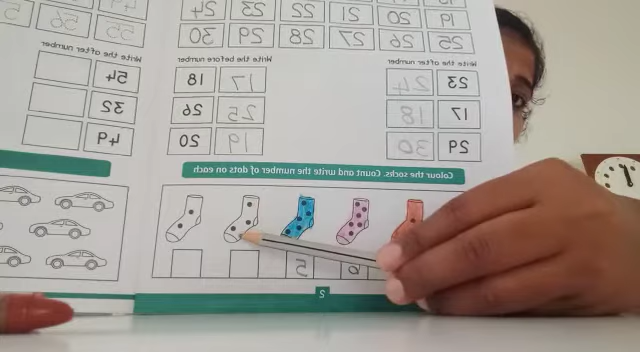 19 20 21 22 23 24
25 26 27 28 29 30
Write the after number Write the before number
23 24 17 18
17 18 25 26
29 30 19 20
Colour the socks. Count and write the number of dots on each
6 5
2
55 56
Write the after number
54
32
49